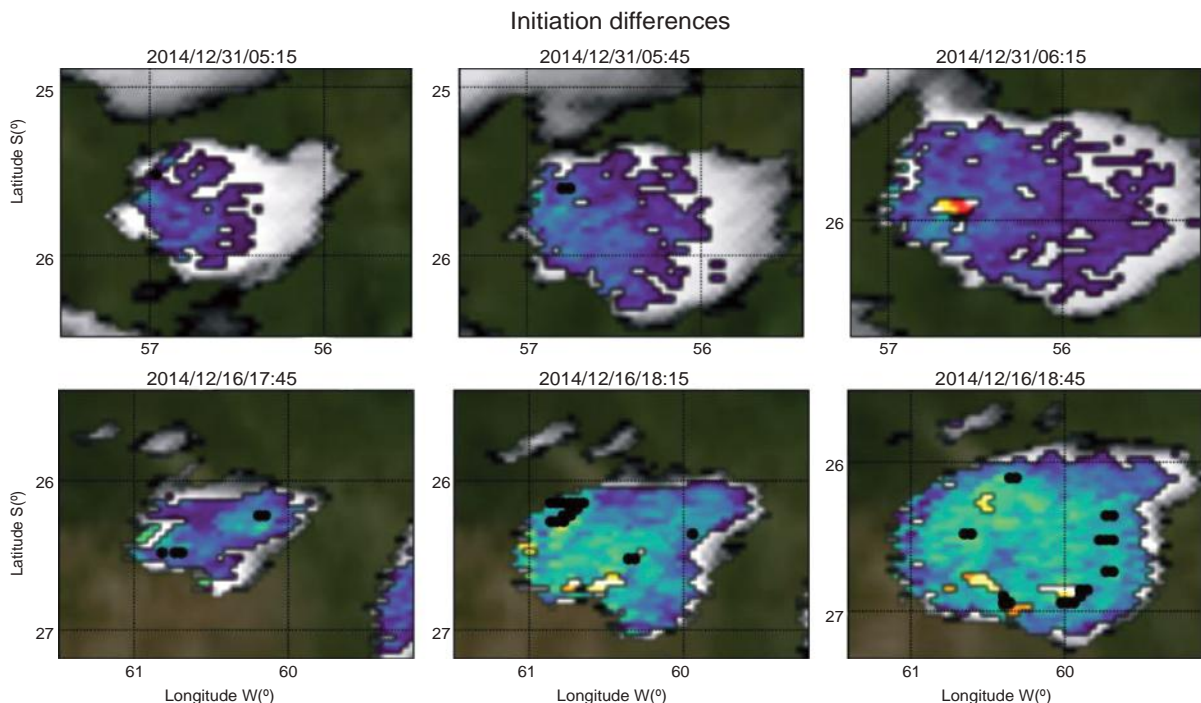 Initiation differences
2014/12/31/05:15 2014/12/31/05:45 2014/12/31/06:15
25 25
Latitude S(º)
26 26 26
57 56 57 56 57 56
2014/12/16/17:45 2014/12/16/18:15 2014/12/16/18:45
26 26 26
Latitude S(º)
27 27 27
61 60 61 60 61 60
Longitude W(º) Longitude W(º) Longitude W(º)